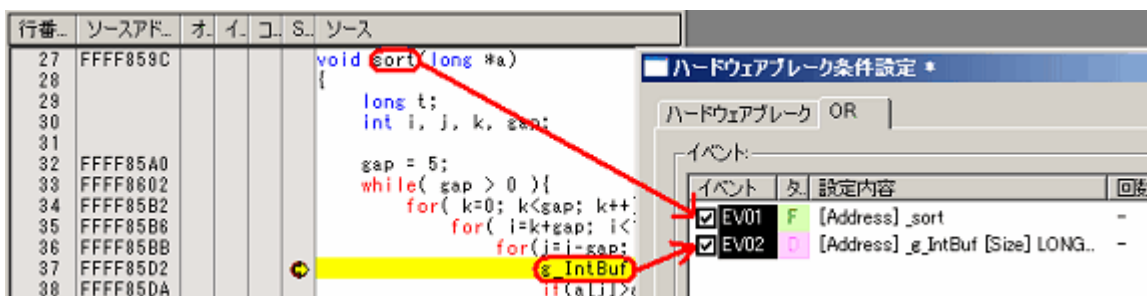 行番... ソースアド... オ. イ. コ. S. ソース
27 FFFF859C void sort(long *a)
28 {
29 long t;
30 int i, j, k, gap;
31
32 FFFF85A0 gap = 5;
33 FFFF8602 while( gap > 0 ){
34 FFFF85B2 for( k=0; k<gap; k++
35 FFFF85B6 for( i=k+gap; i<
36 FFFF85BB for(j=i-gap;
37 FFFF85D2 g_IntBuf
38 FFFF85DA if(a[j]>
ハードウェアブレーク条件設定 *
ハードウェアブレーク OR
イベント:
イベント タ. 設定内容 回数
EV01 F [Address] _sort -
EV02 D [Address] _g_IntBuf [Size] LONG... -